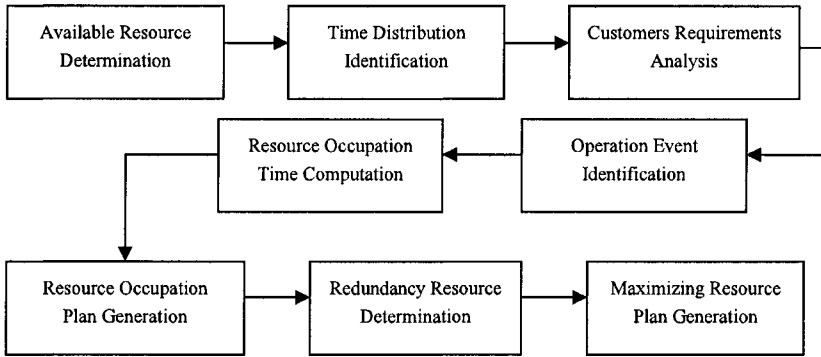 Available Resource
Determination
Time Distribution
Identification
Customers Requirements
Analysis
Operation Event
Identification
Resource Occupation
Time Computation
Resource Occupation
Plan Generation
Redundancy Resource
Determination
Maximizing Resource
Plan Generation